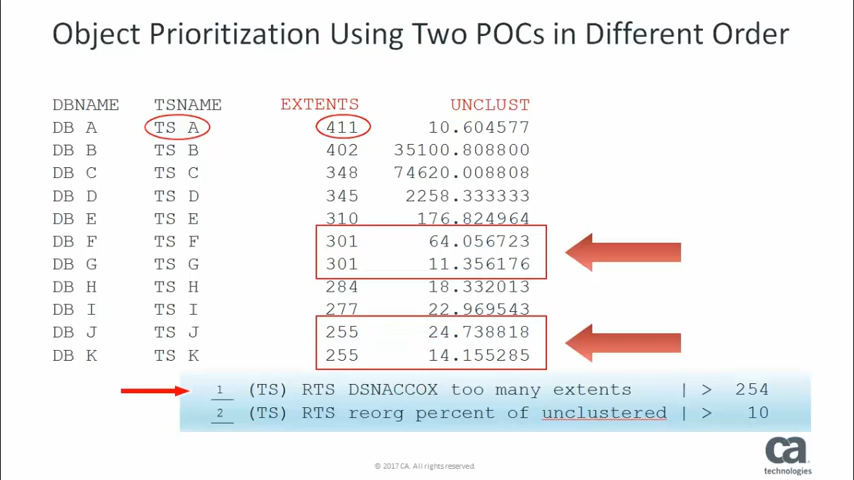 Object Prioritization Using Two POCs in Different Order
DBNAME TSNAME EXTENTS UNCLUST
DB A TS A 411 10.604577
DB B TS B 402 35100.808800
DB C TS C 348 74620.008808
DB D TS D 345 2258.333333
DB E TS E 310 176.824964
DB F TS F 301 64.056723
DB G TS G 301 11.356176
DB H TS H 284 18.332013
DB I TS I 277 22.969543
DB J TS J 255 24.738818
DB K TS K 255 14.155285
1 (TS) RTS DSNACCOX too many extents | > 254
2 (TS) RTS reorg percent of unclustered | > 10
ca
technologies
© 2017 CA. All rights reserved.